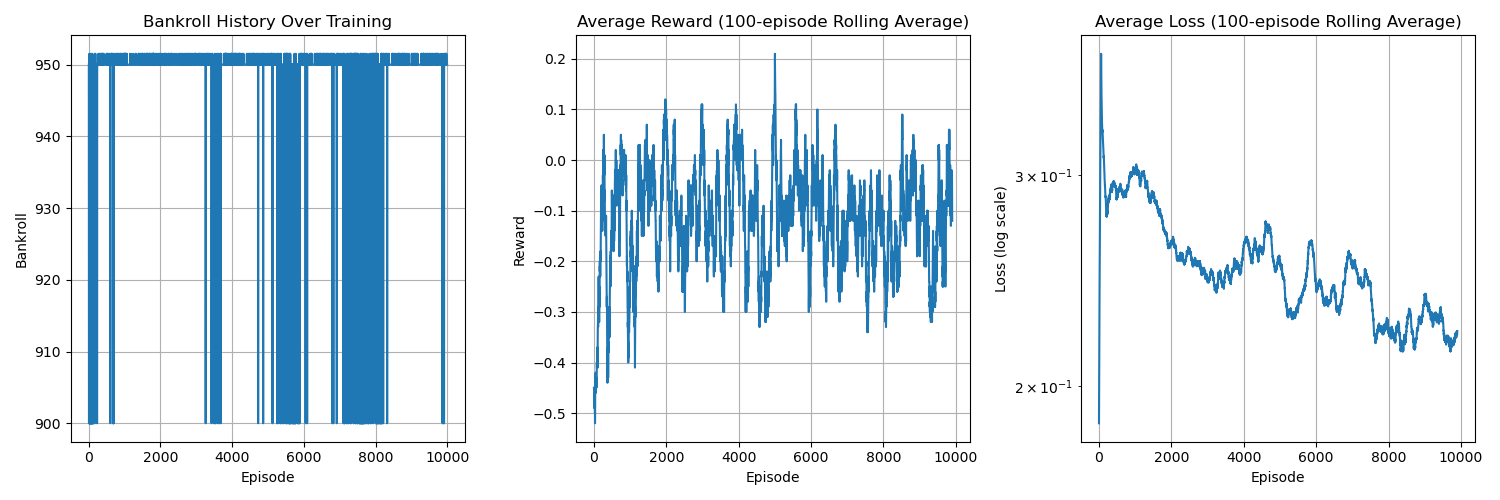 Bankroll History Over Training
950
940
930
920
910
900
Bankroll
0 2000 4000 6000 8000 10000
Episode
Average Reward (100-episode Rolling Average)
0.2
0.1
0.0
−0.1
−0.2
−0.3
−0.4
−0.5
Reward
0 2000 4000 6000 8000 10000
Episode
Average Loss (100-episode Rolling Average)
3 × 10⁻¹
2 × 10⁻¹
Loss (log scale)
0 2000 4000 6000 8000 10000
Episode